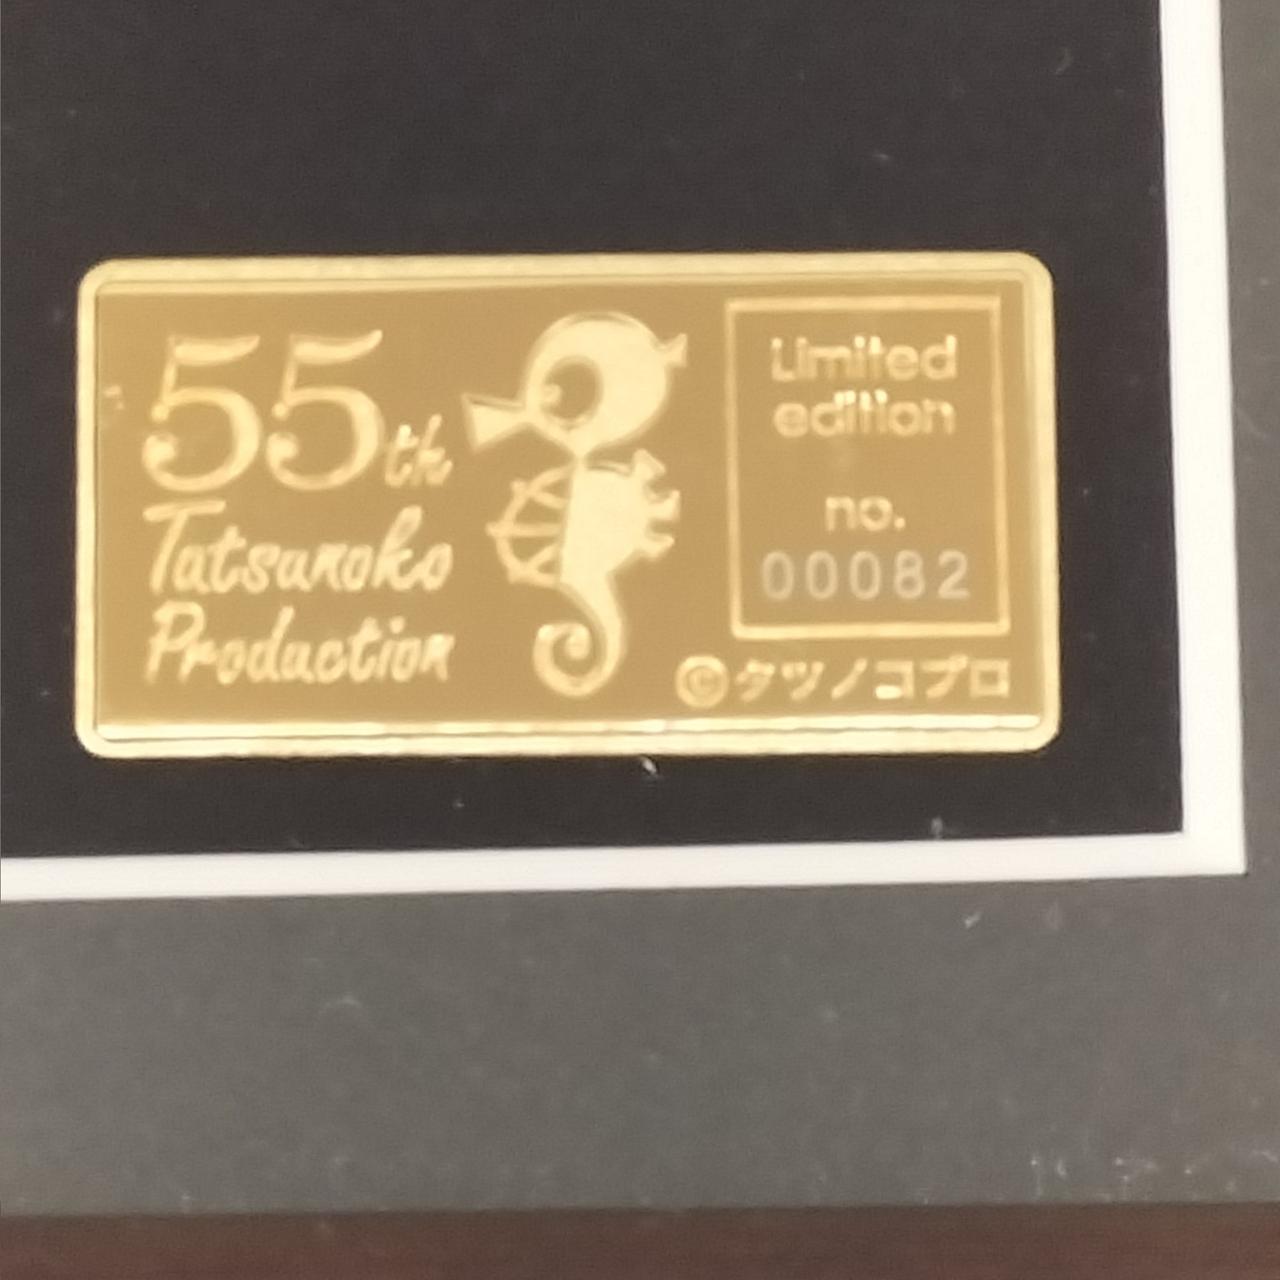 55th
Tatsunoko
Production
Limited
edition
no.
00082
©タツノコプロ